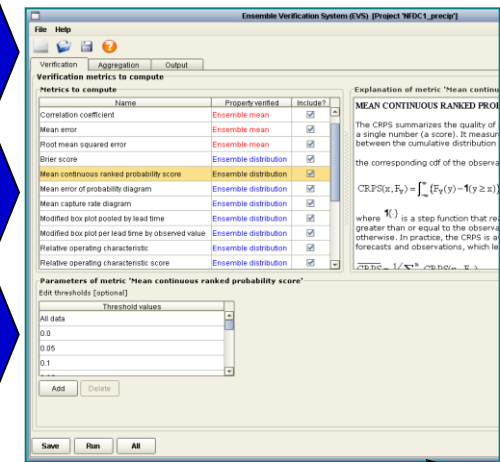 Ensemble Verification System (EVS) [Project 'NFDC1_precip']
File Help
Verification Aggregation Output
Verification metrics to compute
Metrics to compute
Name Property verified Include?
Correlation coefficient Ensemble mean
Mean error Ensemble mean
Root mean squared error Ensemble mean
Brier score Ensemble distribution
Mean continuous ranked probability score Ensemble distribution
Mean error of probability diagram Ensemble distribution
Mean capture rate diagram Ensemble distribution
Modified box plot pooled by lead time Ensemble distribution
Modified box plot per lead time by observed value Ensemble distribution
Relative operating characteristic Ensemble distribution
Relative operating characteristic score Ensemble distribution
Explanation of metric 'Mean continu
MEAN CONTINUOUS RANKED PROB
The CRPS summarizes the quality of
a single number (a score). It measur
between the cumulative distribution
the corresponding cdf of the observa
CRPS(x,F_Y) = ∫_{-∞}^{∞} {F_Y(y) − 1(y ≥ x)}
where 1(·) is a step function that rea
greater than or equal to the observa
otherwise. In practice, the CRPS is a
forecasts and observations, which le
Parameters of metric 'Mean continuous ranked probability score'
Edit thresholds [optional]
Threshold values
All data
0.0
0.05
0.1
Add Delete
Save Run All